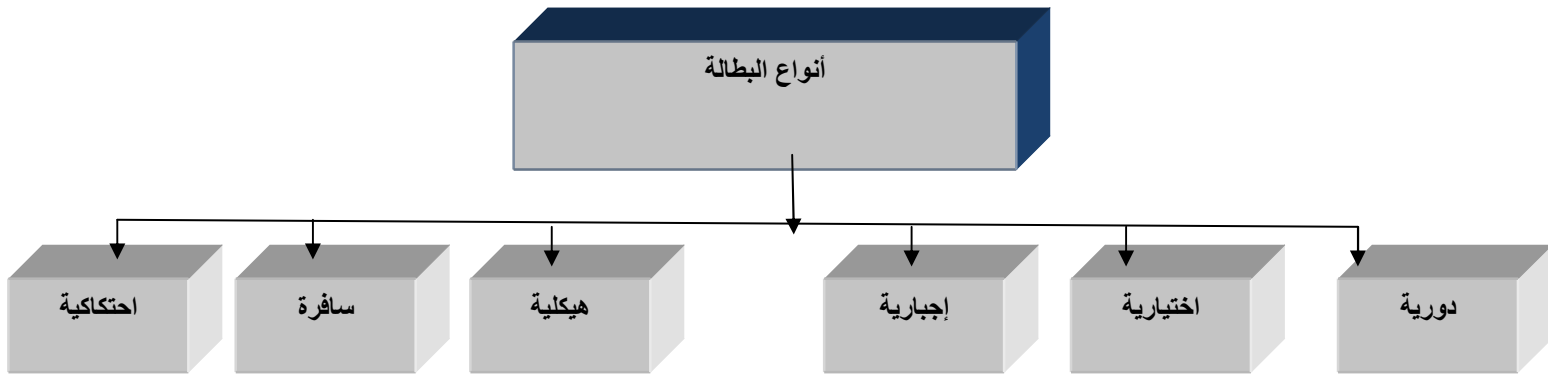 أنواع البطالة
دورية
اختيارية
إجبارية
هيكلية
سافرة
احتكاكية